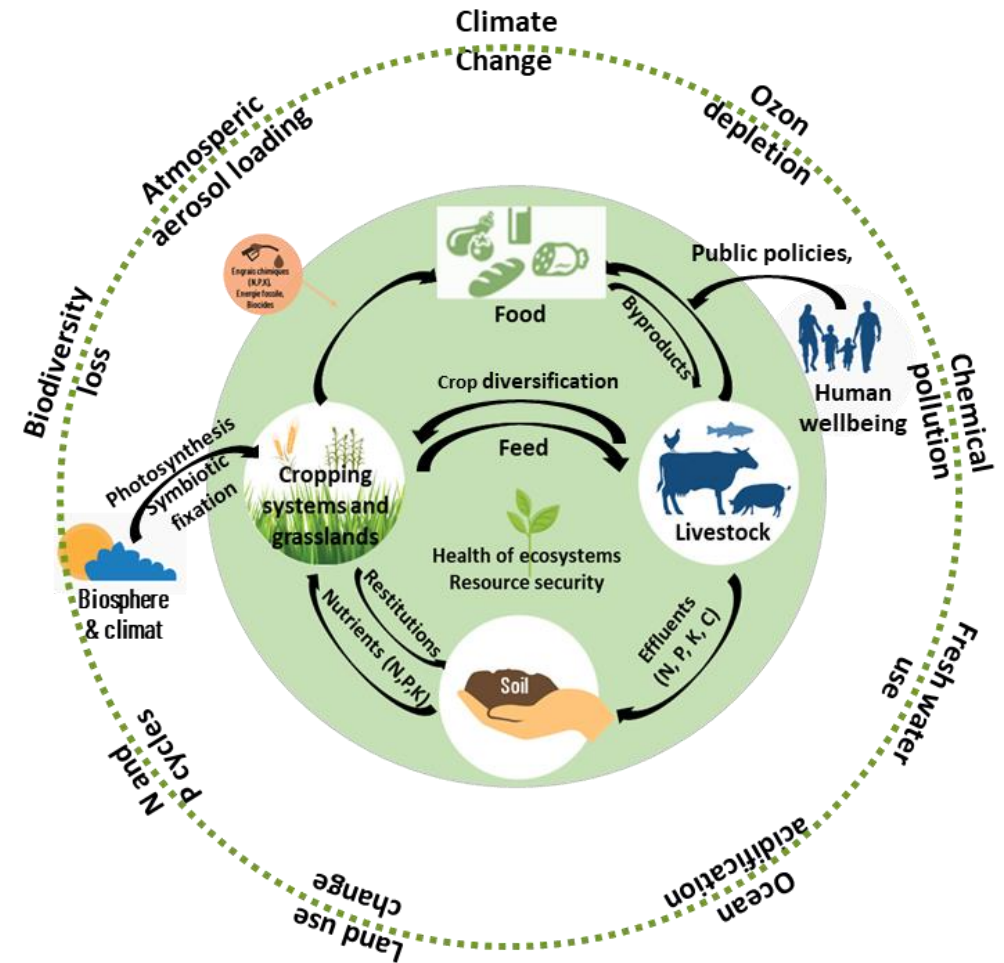 Climate
Change
Ozon
depletion
Atmosperic
aerosol loading
Engrais chimiques
(N,P,K),
Energie fossile,
Biocides
Public policies,
Food
Byproducts
Biodiversity
loss
Human
wellbeing
Chemical
pollution
Crop diversification
Feed
Photosynthesis
Symbiotic
fixation
Cropping
systems and
grasslands
Livestock
Health of ecosystems
Resource security
Biosphere
& climat
Restitutions
Nutrients (N,P,K)
Effluents
(N, P, K, C)
Soil
Fresh water
use
N and
P cycles
Ocean
acidification
Land use
change